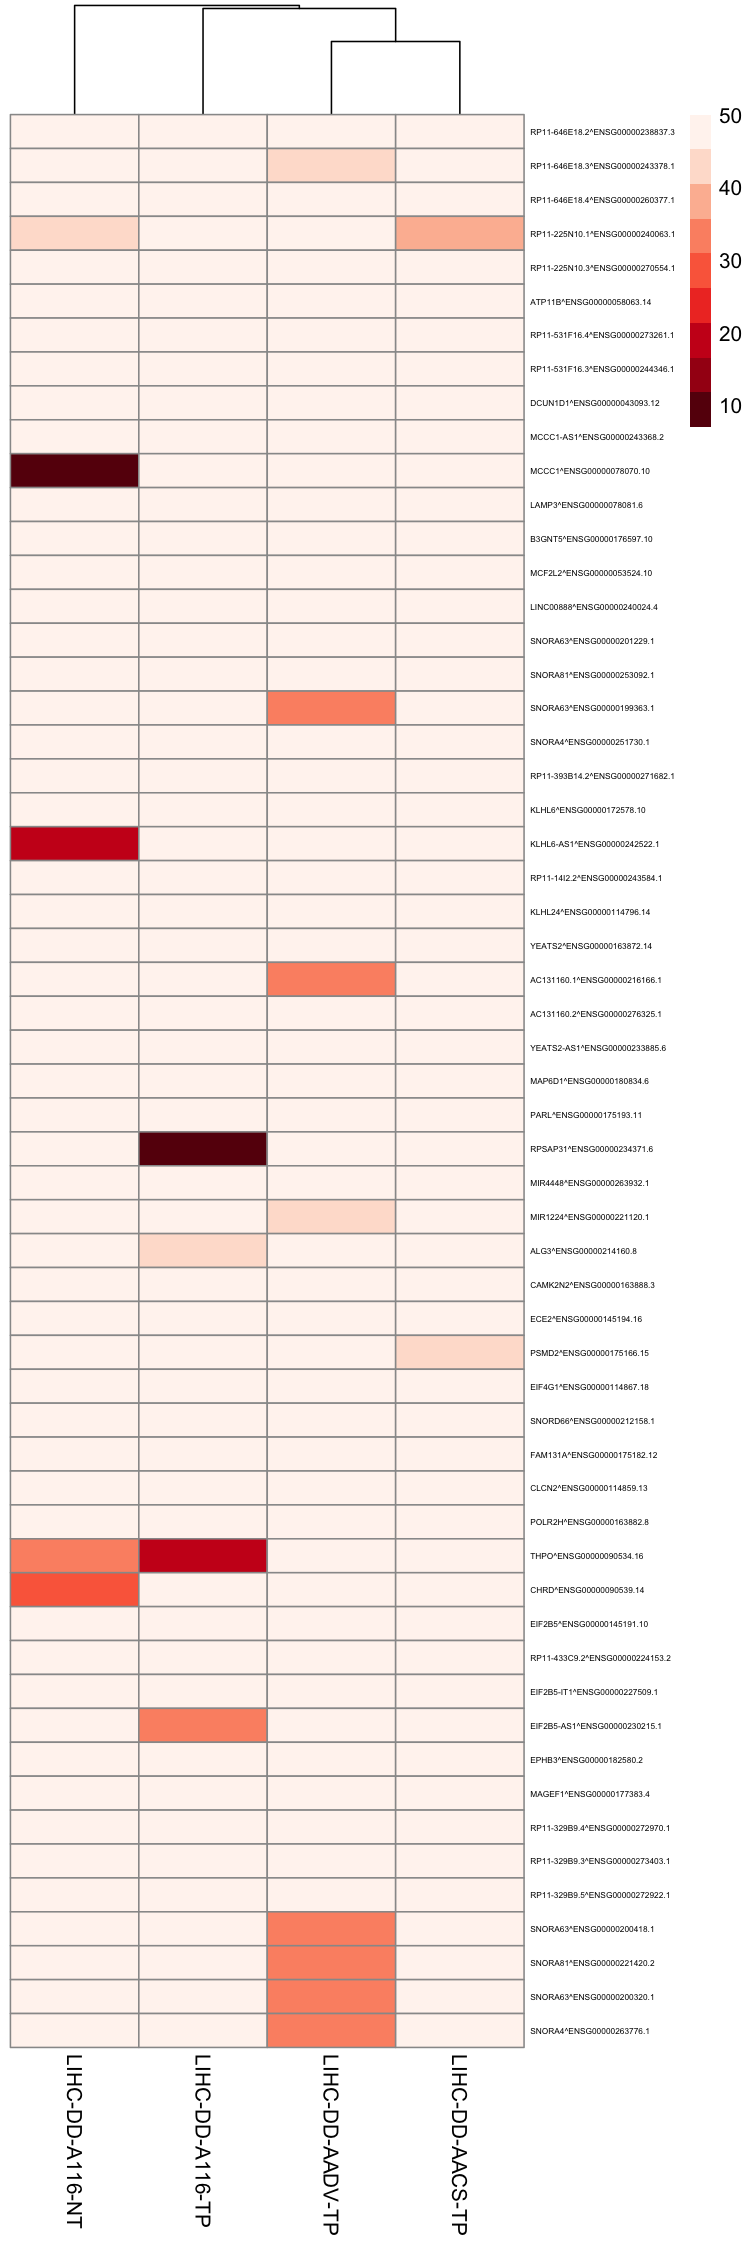 RP11-646E18.2^ENSG00000238837.3
RP11-646E18.3^ENSG00000243378.1
RP11-646E18.4^ENSG00000260377.1
RP11-225N10.1^ENSG00000240063.1
RP11-225N10.3^ENSG00000270554.1
ATP11B^ENSG00000058063.14
RP11-531F16.4^ENSG00000273261.1
RP11-531F16.3^ENSG00000244346.1
DCUN1D1^ENSG00000043093.12
MCCC1-AS1^ENSG00000243368.2
MCCC1^ENSG00000078070.10
LAMP3^ENSG00000078081.6
B3GNT5^ENSG00000176597.10
MCF2L2^ENSG00000053524.10
LINC00888^ENSG00000240024.4
SNORA63^ENSG00000201229.1
SNORA81^ENSG00000253092.1
SNORA63^ENSG00000199363.1
SNORA4^ENSG00000251730.1
RP11-393B14.2^ENSG00000271682.1
KLHL6^ENSG00000172578.10
KLHL6-AS1^ENSG00000242522.1
RP11-14I2.2^ENSG00000243584.1
KLHL24^ENSG00000114796.14
YEATS2^ENSG00000163872.14
AC131160.1^ENSG00000216166.1
AC131160.2^ENSG00000276325.1
YEATS2-AS1^ENSG00000233885.6
MAP6D1^ENSG00000180834.6
PARL^ENSG00000175193.11
RPSAP31^ENSG00000234371.6
MIR4448^ENSG00000263932.1
MIR1224^ENSG00000221120.1
ALG3^ENSG00000214160.8
CAMK2N2^ENSG00000163888.3
ECE2^ENSG00000145194.16
PSMD2^ENSG00000175166.15
EIF4G1^ENSG00000114867.18
SNORD66^ENSG00000212158.1
FAM131A^ENSG00000175182.12
CLCN2^ENSG00000114859.13
POLR2H^ENSG00000163882.8
THPO^ENSG00000090534.16
CHRD^ENSG00000090539.14
EIF2B5^ENSG00000145191.10
RP11-433C9.2^ENSG00000224153.2
EIF2B5-IT1^ENSG00000227509.1
EIF2B5-AS1^ENSG00000230215.1
EPHB3^ENSG00000182580.2
MAGEF1^ENSG00000177383.4
RP11-329B9.4^ENSG00000272970.1
RP11-329B9.3^ENSG00000273403.1
RP11-329B9.5^ENSG00000272922.1
SNORA63^ENSG00000200418.1
SNORA81^ENSG00000221420.2
SNORA63^ENSG00000200320.1
SNORA4^ENSG00000263776.1
50
40
30
20
10
LIHC-DD-A116-NT
LIHC-DD-A116-TP
LIHC-DD-AADV-TP
LIHC-DD-AACS-TP